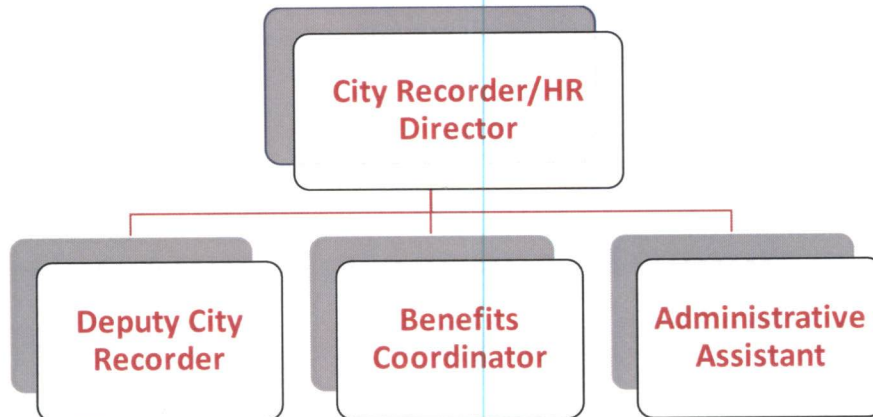 City Recorder/HR
Director
Deputy City
Recorder
Benefits
Coordinator
Administrative
Assistant